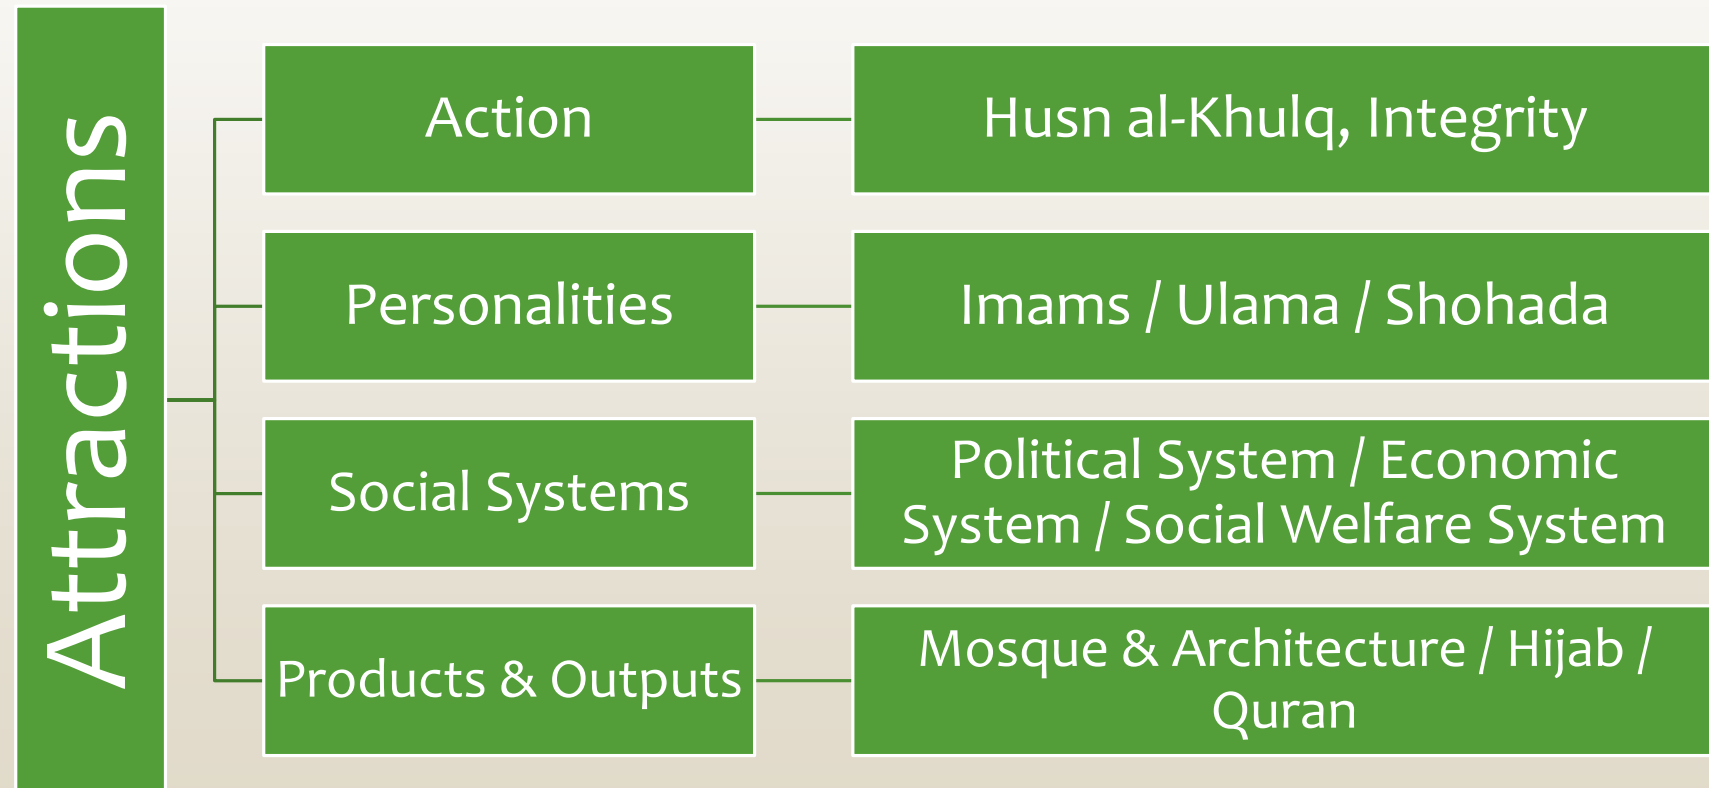 Attractions
Action
Husn al-Khulq, Integrity
Personalities
Imams / Ulama / Shohada
Social Systems
Political System / Economic
System / Social Welfare System
Products & Outputs
Mosque & Architecture / Hijab /
Quran